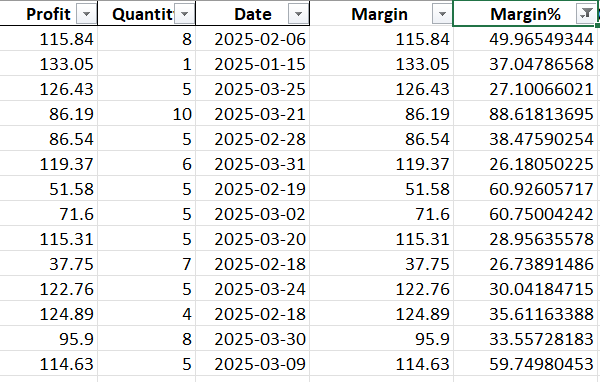 Profit Quantit Date Margin Margin%
115.84 8 2025-02-06 115.84 49.96549344
133.05 1 2025-01-15 133.05 37.04786568
126.43 5 2025-03-25 126.43 27.10066021
86.19 10 2025-03-21 86.19 88.61813695
86.54 5 2025-02-28 86.54 38.47590254
119.37 6 2025-03-31 119.37 26.18050225
51.58 5 2025-02-19 51.58 60.92605717
71.6 5 2025-03-02 71.6 60.75004242
115.31 5 2025-03-20 115.31 28.95635578
37.75 7 2025-02-18 37.75 26.73891486
122.76 5 2025-03-24 122.76 30.04184715
124.89 4 2025-02-18 124.89 35.61163388
95.9 8 2025-03-30 95.9 33.55728183
114.63 5 2025-03-09 114.63 59.74980453